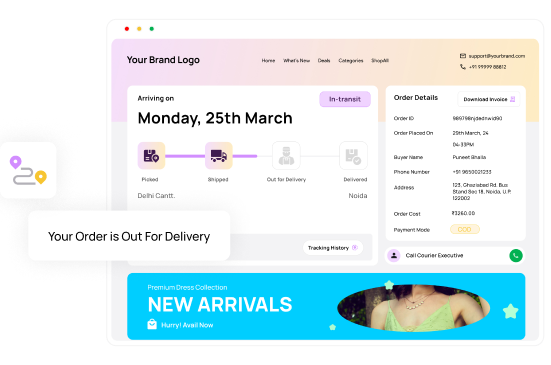 Your Brand Logo
Home What's New Deals Categories ShopAll
support@yourbrand.com
+91 99999 88812
Arriving on
In-transit
Monday, 25th March
Picked Shipped Out for Delivery Delivered
Delhi Cantt. Noida
Your Order is Out For Delivery
Tracking History
Order Details
Download Invoice
Order ID
Order Placed On 29th March, 24
04:33PM
Buyer Name Puneet Bhalla
Phone Number +91 9650021233
Address 123, Ghaziabad Rd, Bus
Stand Sec 18, Noida, U.P.
122002
Order Cost ₹3260.00
Payment Mode COD
Call Courier Executive
Premium Dress Collection
NEW ARRIVALS
Hurry! Avail Now